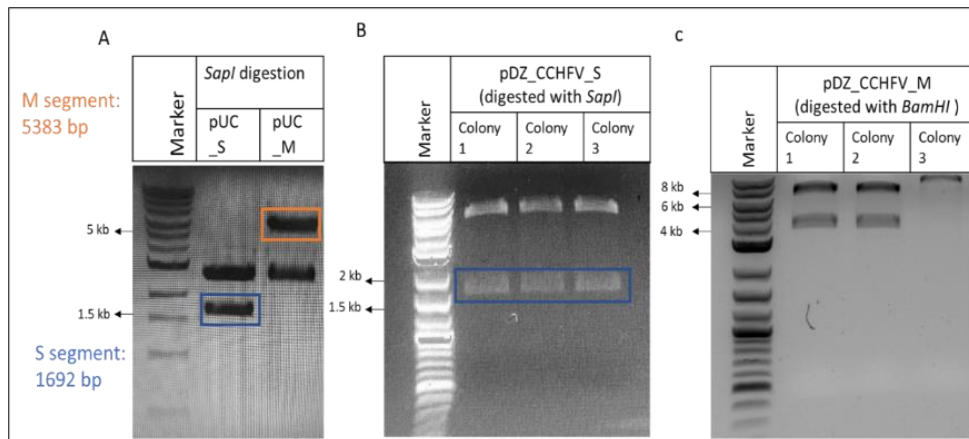 A
M segment:
5383 bp
Marker
SapI digestion
pUC
_S
pUC
_M
5 kb
1.5 kb
S segment:
1692 bp
B
Marker
pDZ_CCHFV_S
(digested with SapI)
Colony
1
Colony
2
Colony
3
2 kb
1.5 kb
c
Marker
pDZ_CCHFV_M
(digested with BamHI )
Colony
1
Colony
2
Colony
3
8 kb
6 kb
4 kb